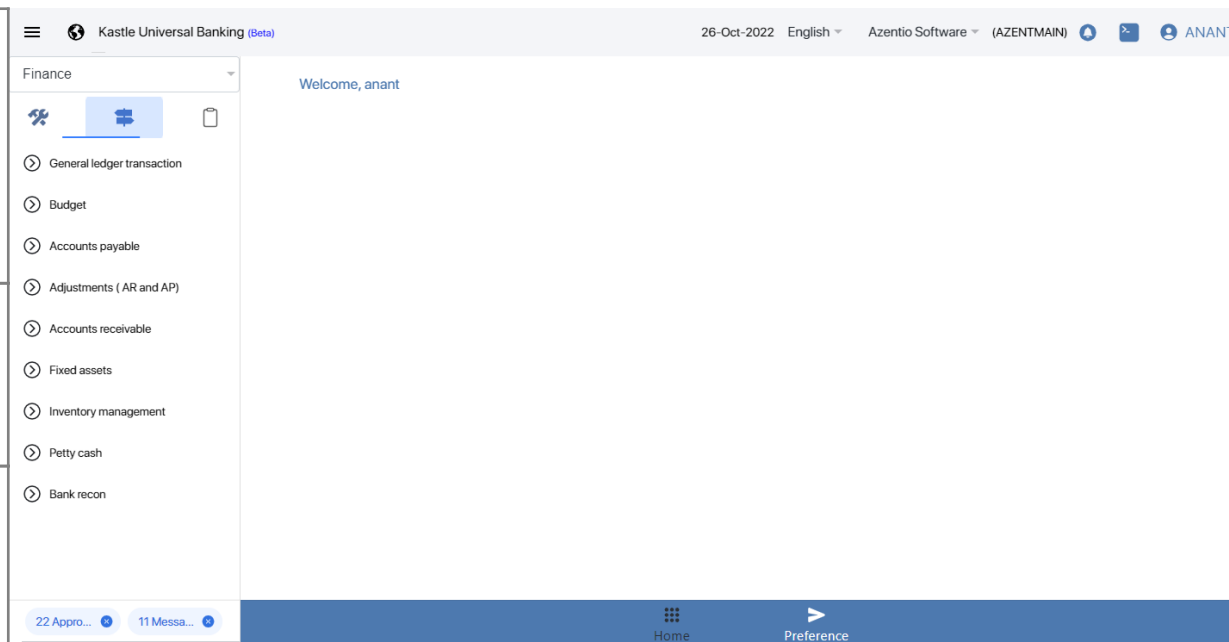 Kastle Universal Banking (Beta) 26-Oct-2022 English Azentio Software (AZENTMAIN) ANANT
Finance
Welcome, anant
General ledger transaction
Budget
Accounts payable
Adjustments ( AR and AP)
Accounts receivable
Fixed assets
Inventory management
Petty cash
Bank recon
22 Appro... 11 Messa...
Home Preference